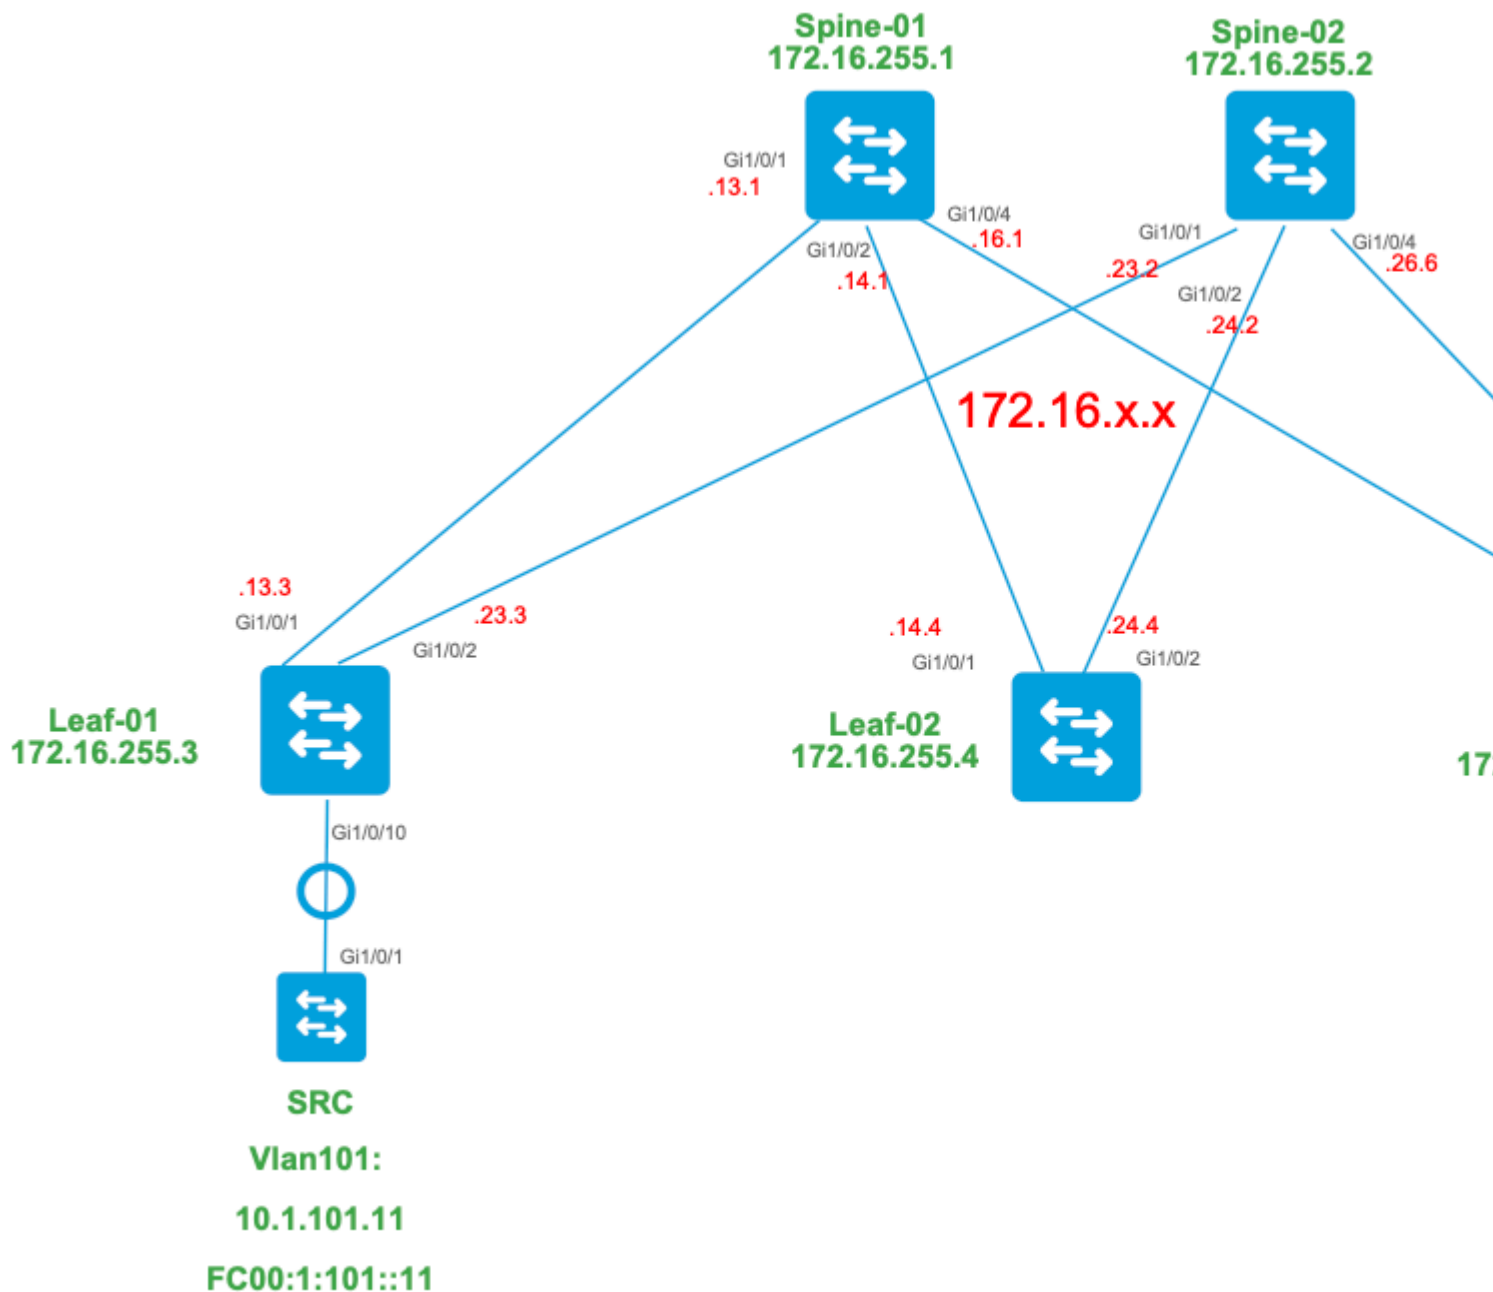 Spine-01
172.16.255.1
Spine-02
172.16.255.2
Gi1/0/1
.13.1
Gi1/0/4
.16.1
Gi1/0/2
.14.1
Gi1/0/1
.23.2
Gi1/0/4
.26.6
Gi1/0/2
.24.2
172.16.x.x
.13.3
Gi1/0/1
.23.3
Gi1/0/2
.14.4
Gi1/0/1
.24.4
Gi1/0/2
Leaf-01
172.16.255.3
Leaf-02
172.16.255.4
Gi1/0/10
Gi1/0/1
SRC
Vlan101:
10.1.101.11
FC00:1:101::11